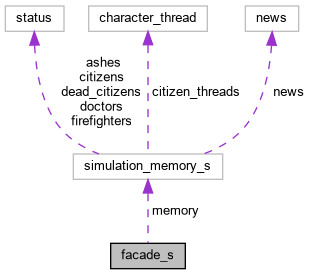 status
character_thread
news
ashes
citizens
dead_citizens
doctors
firefighters
citizen_threads
news
simulation_memory_s
memory
facade_s